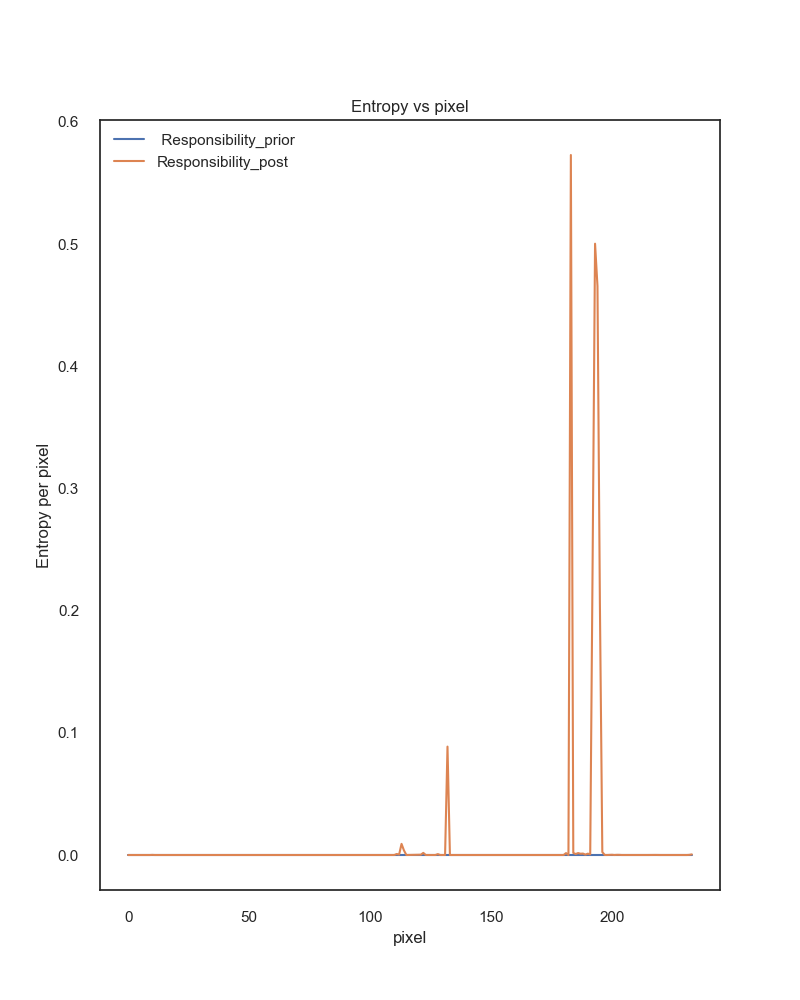 Entropy vs pixel
0.6
Responsibility_prior
Responsibility_post
0.5
0.4
0.3
0.2
0.1
0.0
Entropy per pixel
0 50 100 150 200
pixel